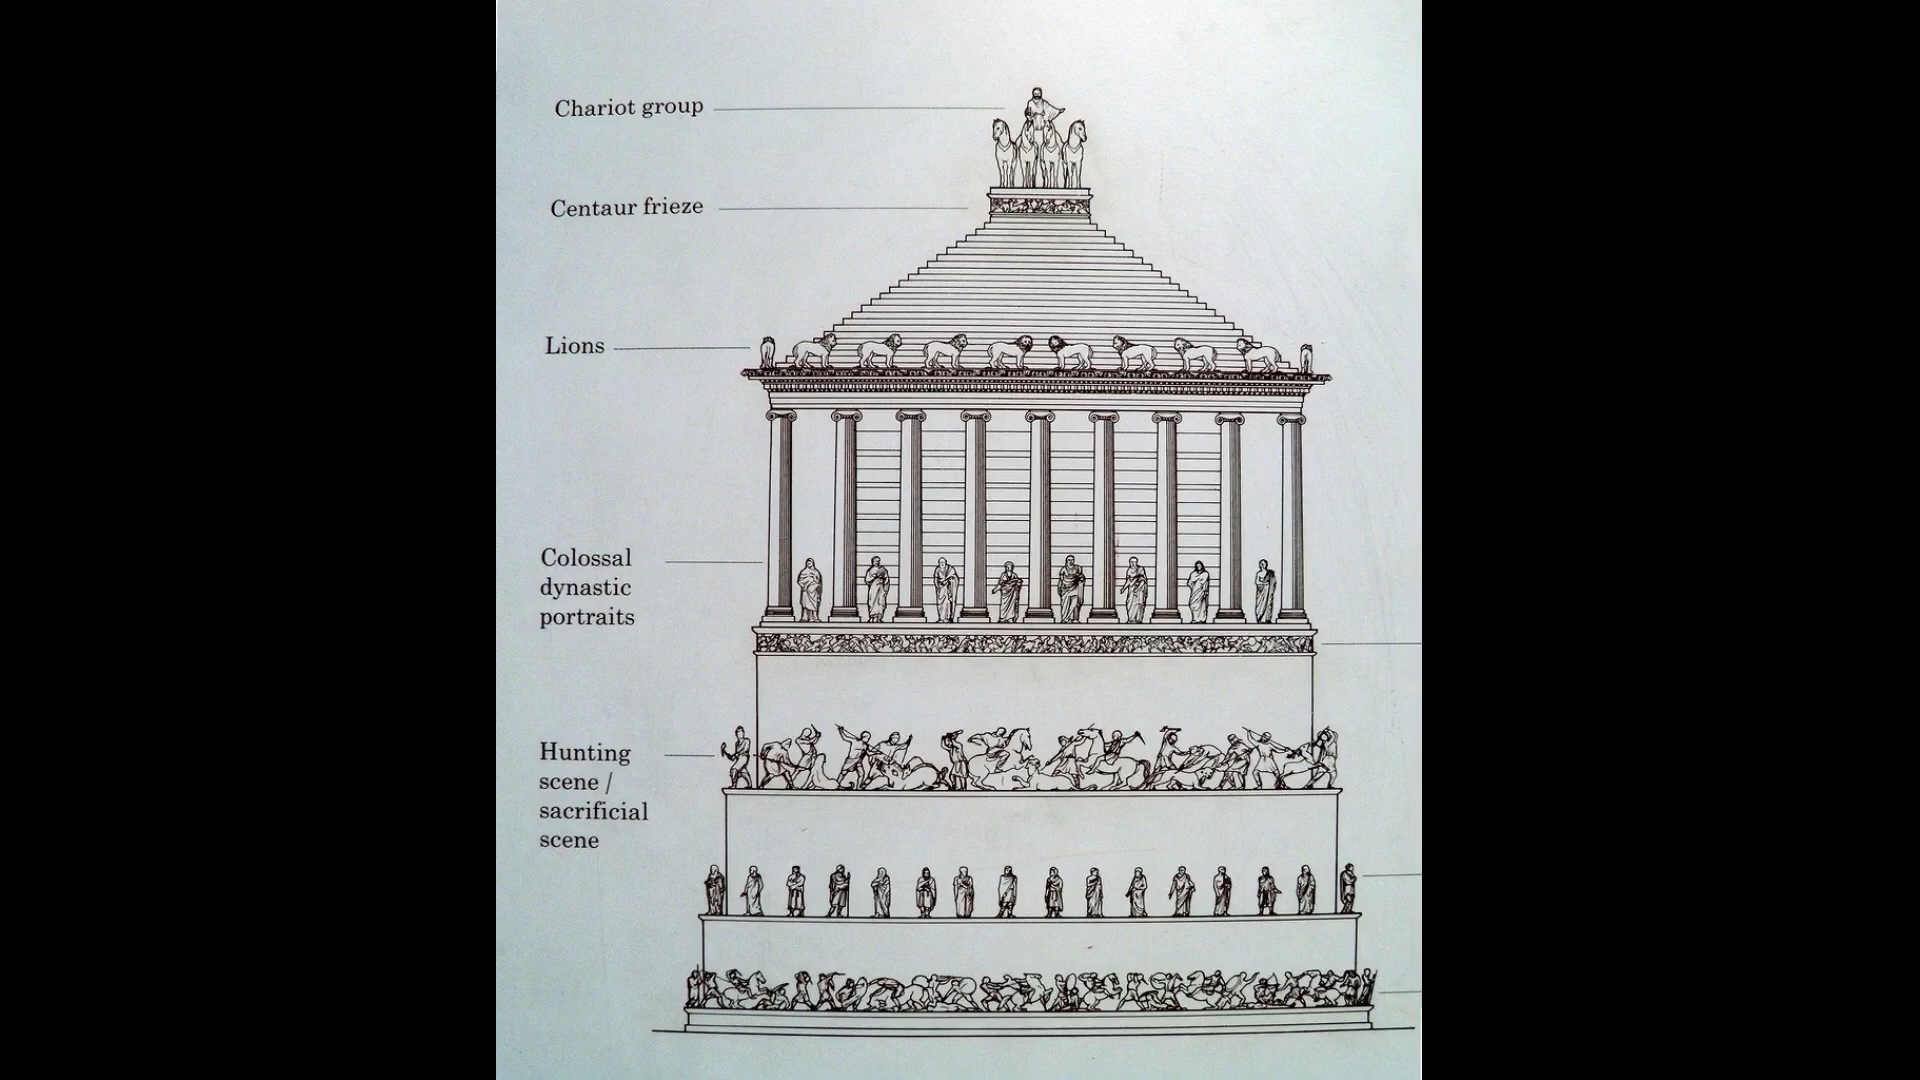 Chariot group
Centaur frieze
Lions
Colossal
dynastic
portraits
Hunting
scene /
sacrificial
scene